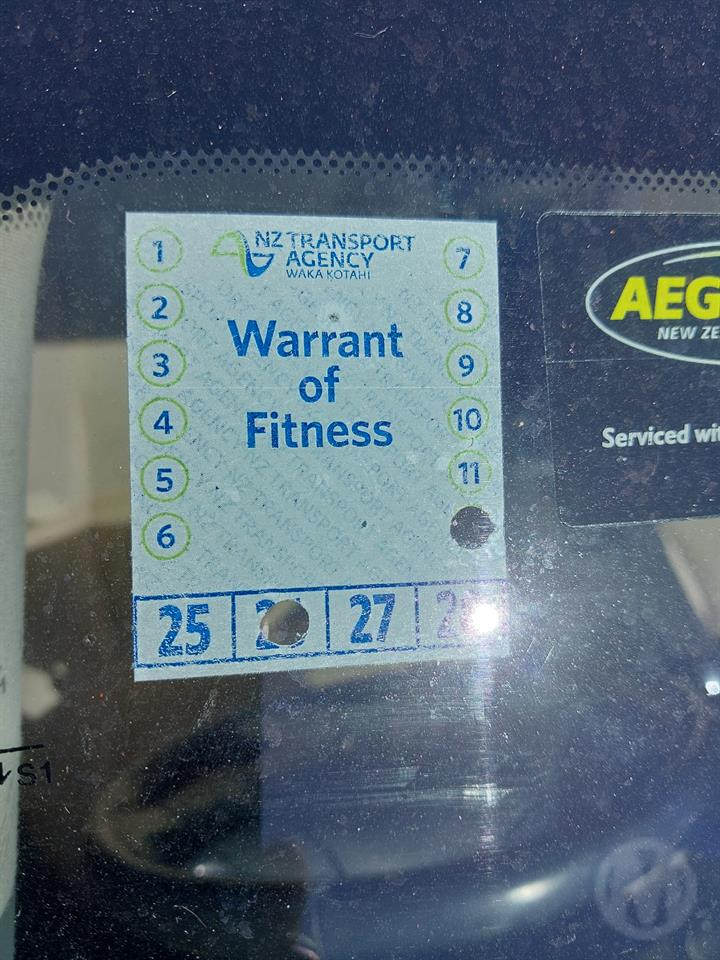 NZ TRANSPORT
AGENCY
WAKA KOTAHI
1
2
3
4
5
6
7
8
9
10
11
Warrant
of
Fitness
25
27
AEG
NEW ZE
Serviced wit
S1